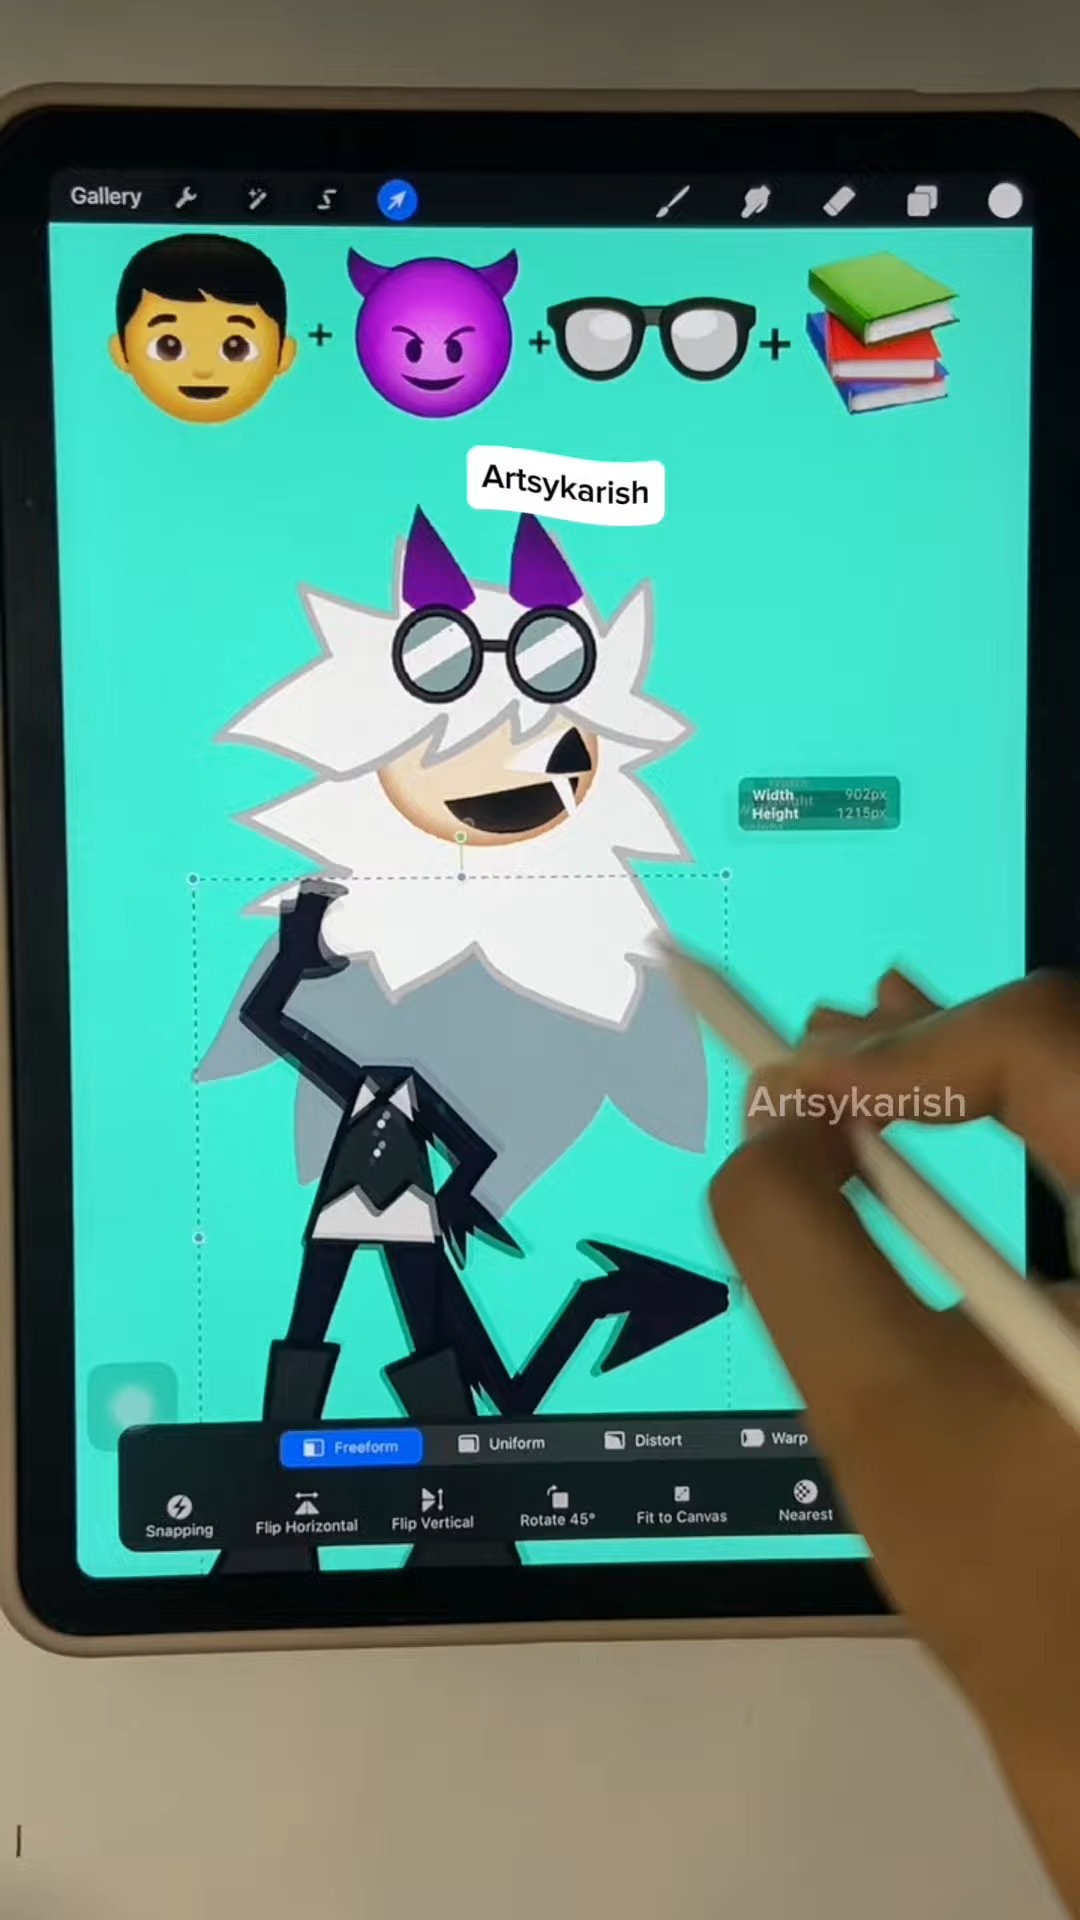 Gallery
+
+
+
Artsykarish
Width 902px
Height 1215px
Artsykarish
Freeform
Uniform
Distort
Warp
Snapping
Flip Horizontal
Flip Vertical
Rotate 45°
Fit to Canvas
Nearest